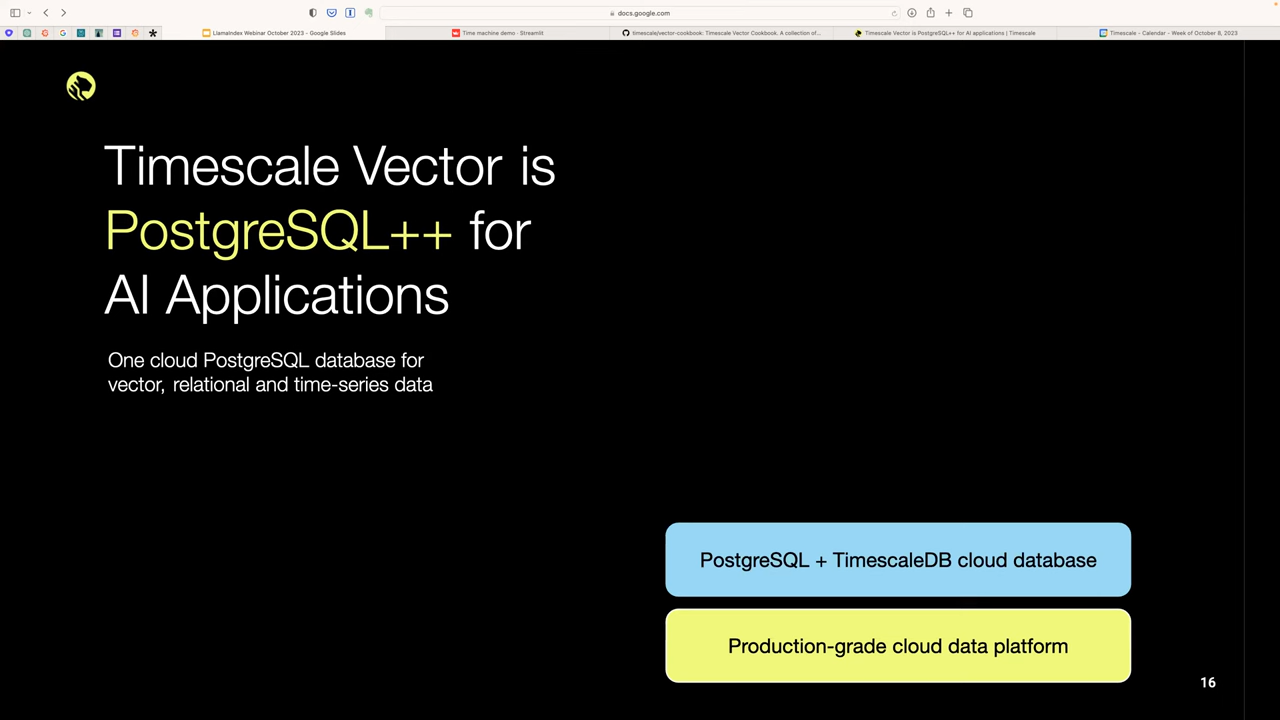 docs.google.com
LlamaIndex Webinar October 2023 - Google Slides
Time machine demo · Streamlit
timescale/vector-cookbook: Timescale Vector Cookbook. A collection of...
Timescale Vector is PostgreSQL++ for AI applications | Timescale
Timescale - Calendar - Week of October 8, 2023
Timescale Vector is
PostgreSQL++ for
AI Applications
One cloud PostgreSQL database for
vector, relational and time-series data
PostgreSQL + TimescaleDB cloud database
Production-grade cloud data platform
16